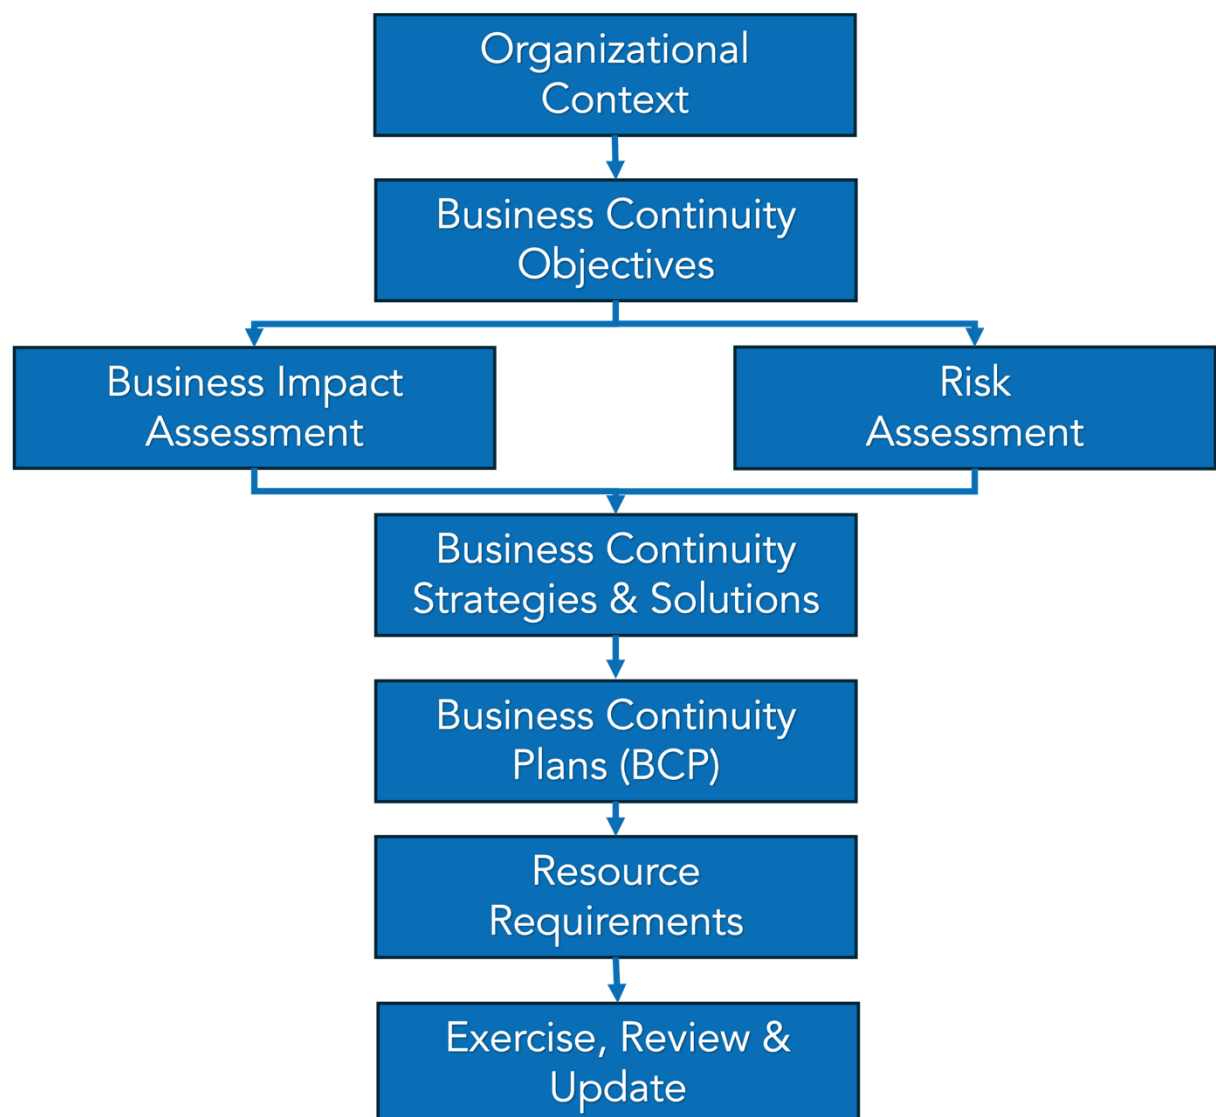 Organizational
Context
Business Continuity
Objectives
Business Impact
Assessment
Risk
Assessment
Business Continuity
Strategies & Solutions
Business Continuity
Plans (BCP)
Resource
Requirements
Exercise, Review &
Update